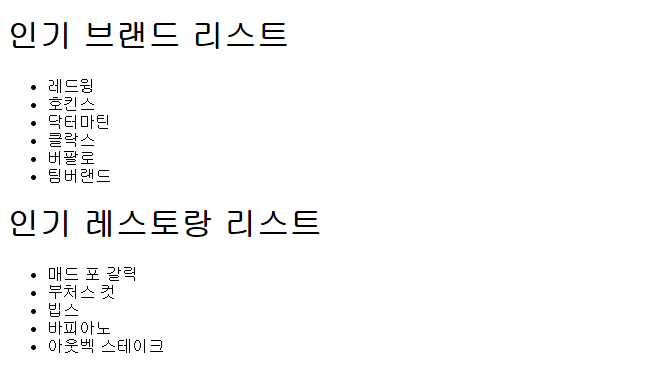 인기 브랜드 리스트
레드윙
호킨스
닥터마틴
클락스
버팔로
팀버랜드
인기 레스토랑 리스트
매드 포 갈릭
부처스 컷
빕스
바피아노
아웃벡 스테이크